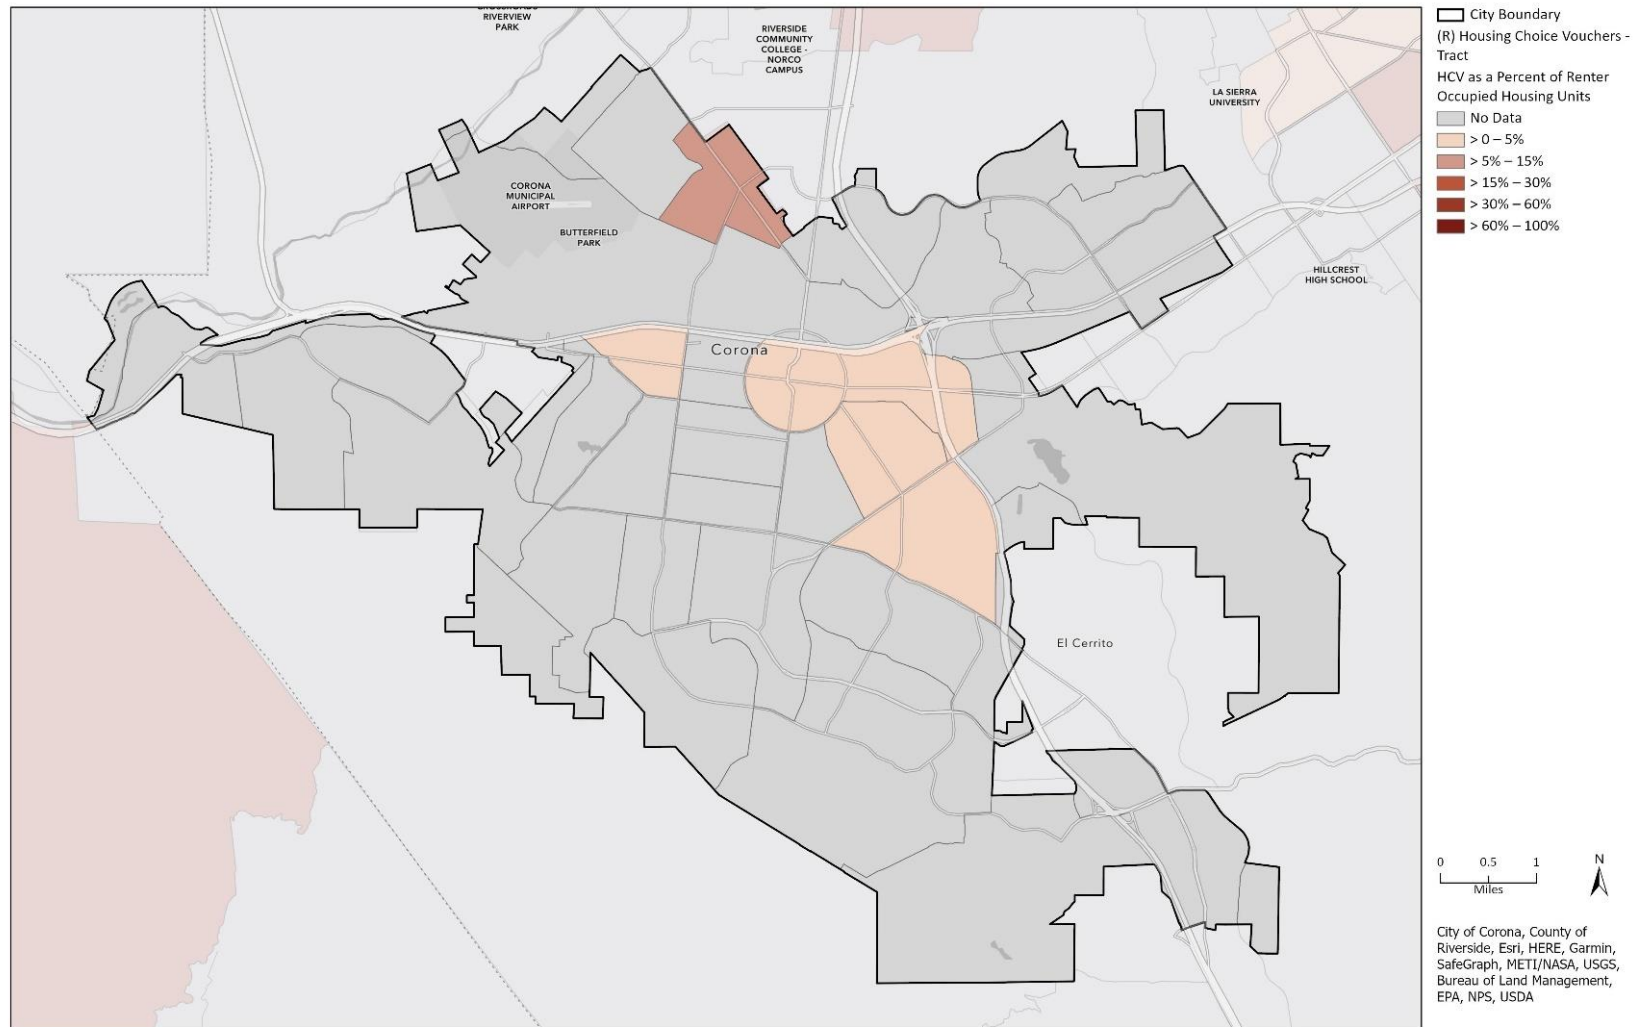 CROSSROADS
RIVERVIEW
PARK
RIVERSIDE
COMMUNITY
COLLEGE -
NORCO
CAMPUS
LA SIERRA
UNIVERSITY
CORONA
MUNICIPAL
AIRPORT
BUTTERFIELD
PARK
HILLCREST
HIGH SCHOOL
Corona
El Cerrito
City Boundary
(R) Housing Choice Vouchers -
Tract
HCV as a Percent of Renter
Occupied Housing Units
No Data
> 0 – 5%
> 5% – 15%
> 15% – 30%
> 30% – 60%
> 60% – 100%
0 0.5 1
Miles
N
City of Corona, County of
Riverside, Esri, HERE, Garmin,
SafeGraph, METI/NASA, USGS,
Bureau of Land Management,
EPA, NPS, USDA